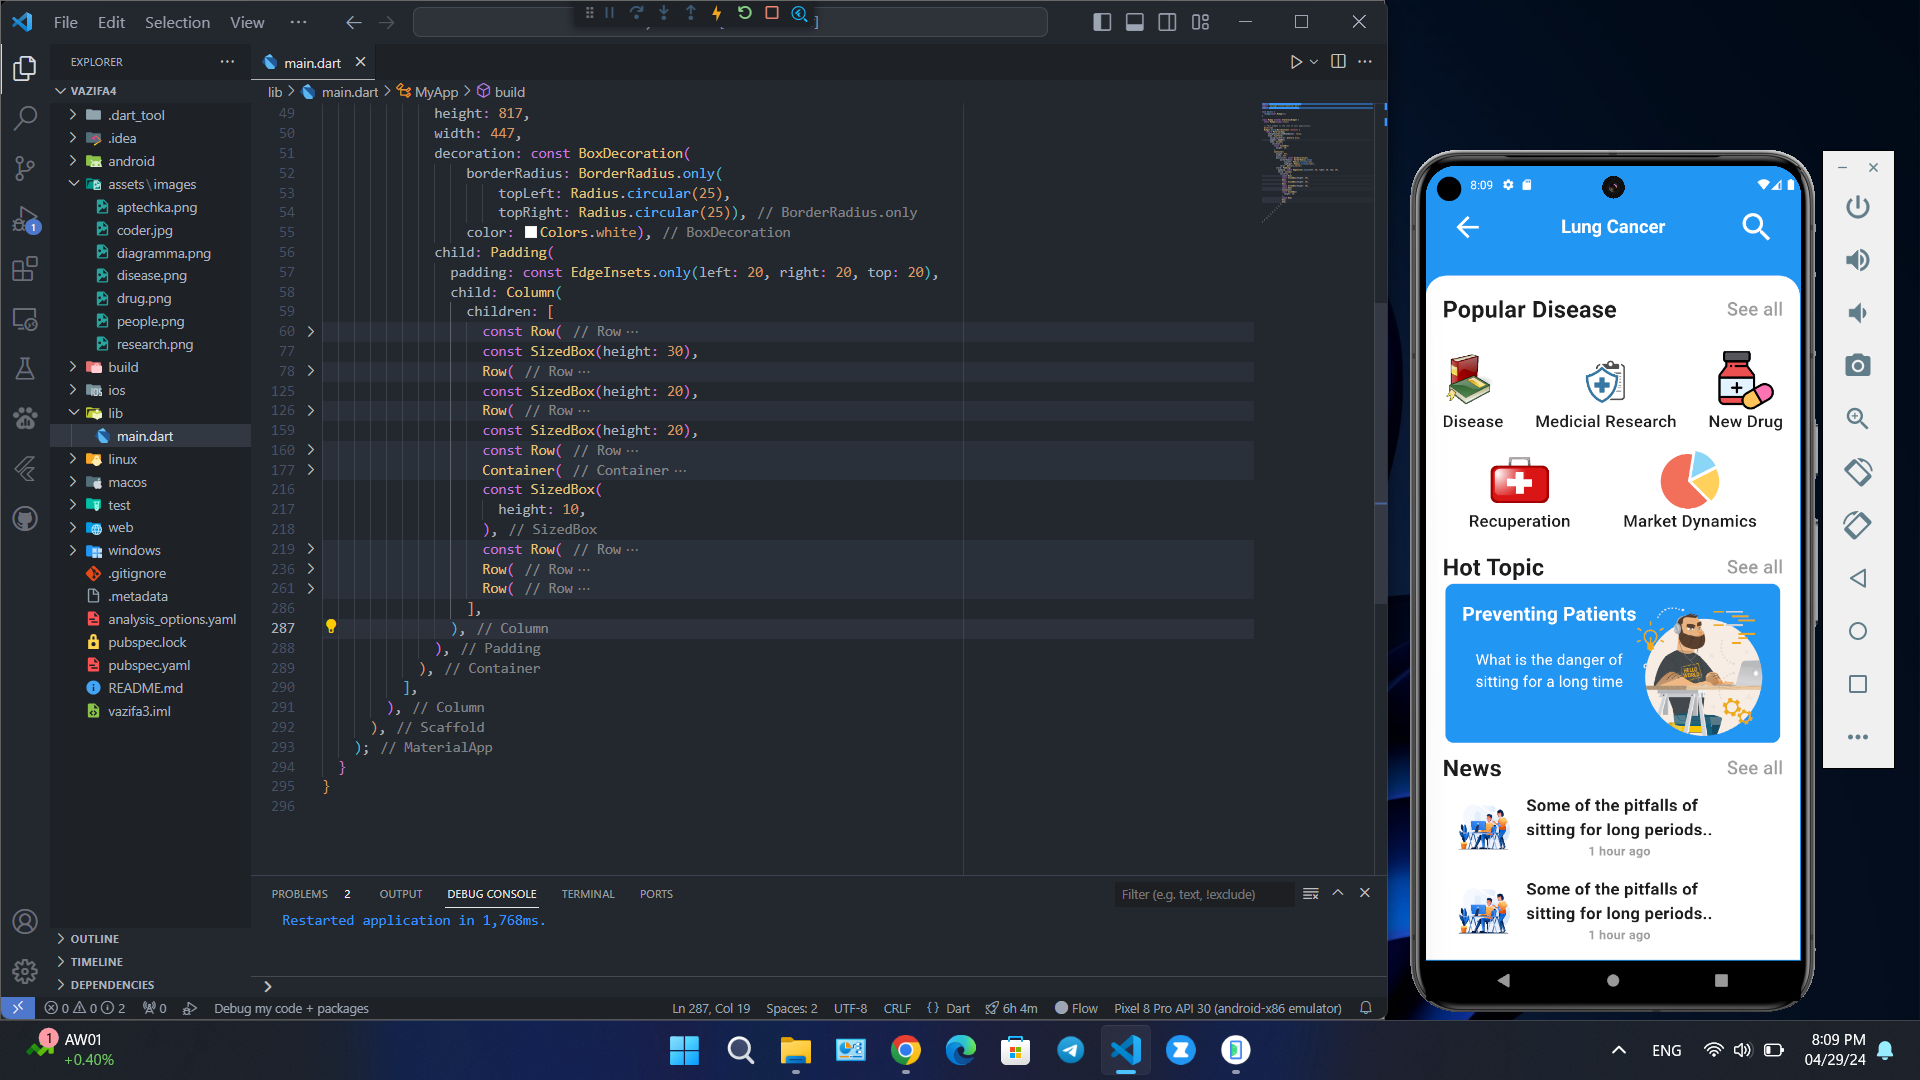 File Edit Selection View ···
]
EXPLORER ···
main.dart
VAZIFA4
lib > main.dart > MyApp > build
.dart_tool
.idea
android
assets\images
aptechka.png
coder.jpg
diagramma.png
disease.png
drug.png
people.png
research.png
build
ios
lib
main.dart
linux
macos
test
web
windows
.gitignore
.metadata
analysis_options.yaml
pubspec.lock
pubspec.yaml
README.md
vazifa3.iml
OUTLINE
TIMELINE
DEPENDENCIES
1
49 height: 817,
50 width: 447,
51 decoration: const BoxDecoration(
52 borderRadius: BorderRadius.only(
53 topLeft: Radius.circular(25),
54 topRight: Radius.circular(25)), // BorderRadius.only
55 color: Colors.white), // BoxDecoration
56 child: Padding(
57 padding: const EdgeInsets.only(left: 20, right: 20, top: 20),
58 child: Column(
59 children: [
60 const Row( // Row ···
77 const SizedBox(height: 30),
78 Row( // Row ···
125 const SizedBox(height: 20),
126 Row( // Row ···
159 const SizedBox(height: 20),
160 const Row( // Row ···
177 Container( // Container ···
216 const SizedBox(
217 height: 10,
218 ), // SizedBox
219 const Row( // Row ···
236 Row( // Row ···
261 Row( // Row ···
286 ],
287 ), // Column
288 ), // Padding
289 ), // Container
290 ],
291 ), // Column
292 ), // Scaffold
293 ); // MaterialApp
294 }
295 }
296
PROBLEMS 2 OUTPUT DEBUG CONSOLE TERMINAL PORTS
Filter (e.g. text, !exclude)
Restarted application in 1,768ms.
0 0 2 0 Debug my code + packages
Ln 287, Col 19 Spaces: 2 UTF-8 CRLF {} Dart 6h 4m Flow Pixel 8 Pro API 30 (android-x86 emulator)
8:09
Lung Cancer
Popular Disease See all
Disease Medicial Research New Drug
Recuperation Market Dynamics
Hot Topic See all
Preventing Patients
What is the danger of
sitting for a long time
HELLO
WORLD
News See all
Some of the pitfalls of
sitting for long periods..
1 hour ago
Some of the pitfalls of
sitting for long periods..
1 hour ago
1
AW01
+0.40%
ENG
8:09 PM
04/29/24